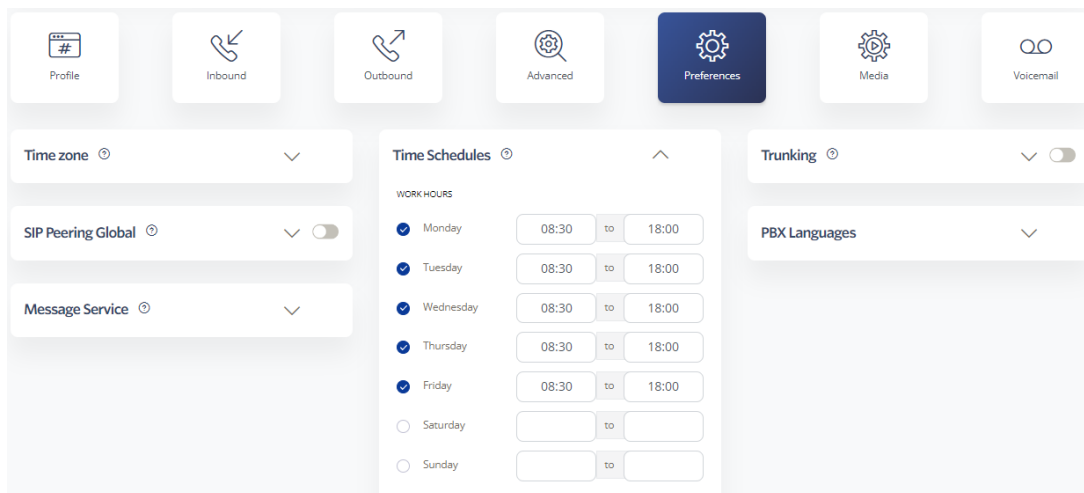 #
Profile
Inbound
Outbound
Advanced
Preferences
Media
Voicemail
Time zone ?
SIP Peering Global ?
Message Service ?
Time Schedules ?
WORK HOURS
Monday 08:30 to 18:00
Tuesday 08:30 to 18:00
Wednesday 08:30 to 18:00
Thursday 08:30 to 18:00
Friday 08:30 to 18:00
Saturday to
Sunday to
Trunking ?
PBX Languages